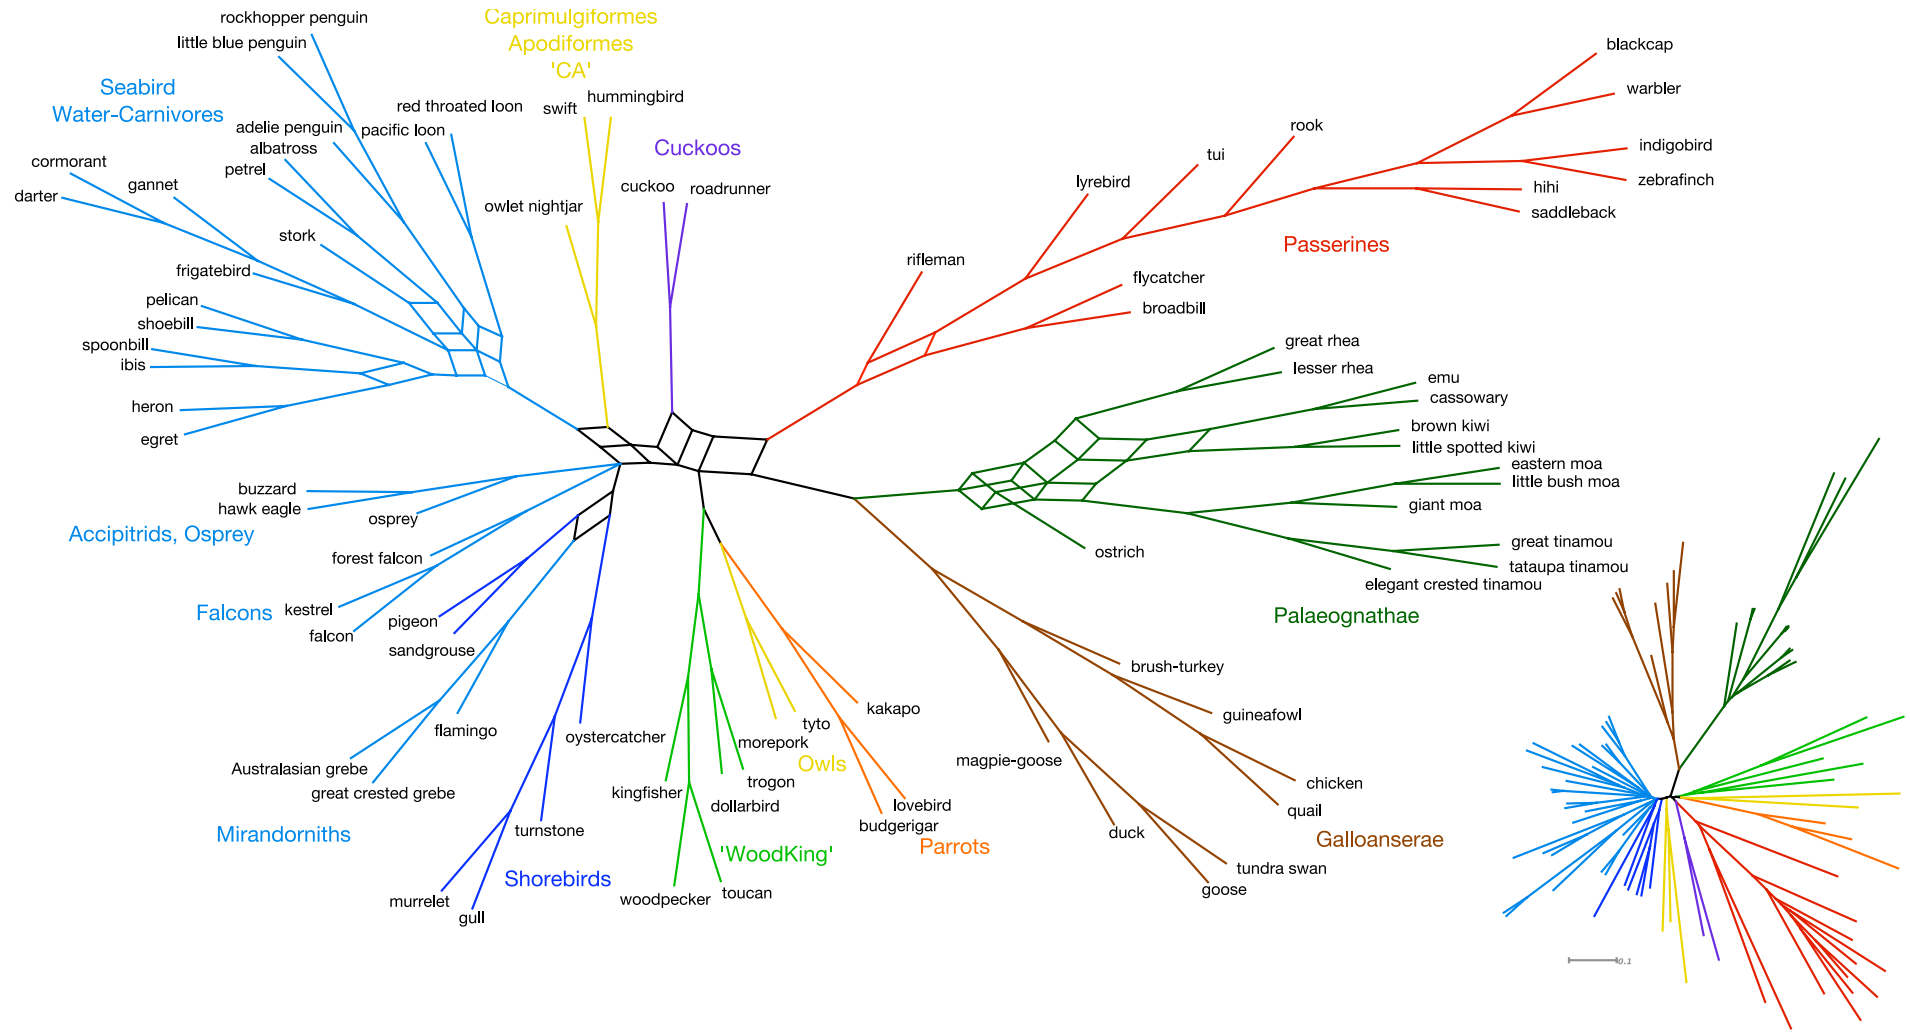 rockhopper penguin
little blue penguin
Caprimulgiformes
Apodiformes
'CA'
Seabird
Water-Carnivores
red throated loon
swift
hummingbird
adelie penguin
pacific loon
albatross
petrel
cormorant
gannet
darter
stork
frigatebird
pelican
shoebill
spoonbill
ibis
heron
egret
owlet nightjar
Cuckoos
cuckoo
roadrunner
blackcap
warbler
rook
indigobird
tui
zebrafinch
lyrebird
hihi
saddleback
Passerines
rifleman
flycatcher
broadbill
great rhea
lesser rhea
emu
cassowary
brown kiwi
little spotted kiwi
eastern moa
little bush moa
giant moa
ostrich
great tinamou
tataupa tinamou
elegant crested tinamou
Palaeognathae
buzzard
hawk eagle
osprey
Accipitrids, Osprey
forest falcon
Falcons
kestrel
falcon
pigeon
sandgrouse
flamingo
Australasian grebe
great crested grebe
Mirandorniths
oystercatcher
turnstone
murrelet
gull
Shorebirds
kingfisher
woodpecker
toucan
'WoodKing'
dollarbird
trogon
morepork
tyto
Owls
kakapo
lovebird
budgerigar
Parrots
brush-turkey
guineafowl
magpie-goose
chicken
quail
duck
Galloanserae
tundra swan
goose
0.1